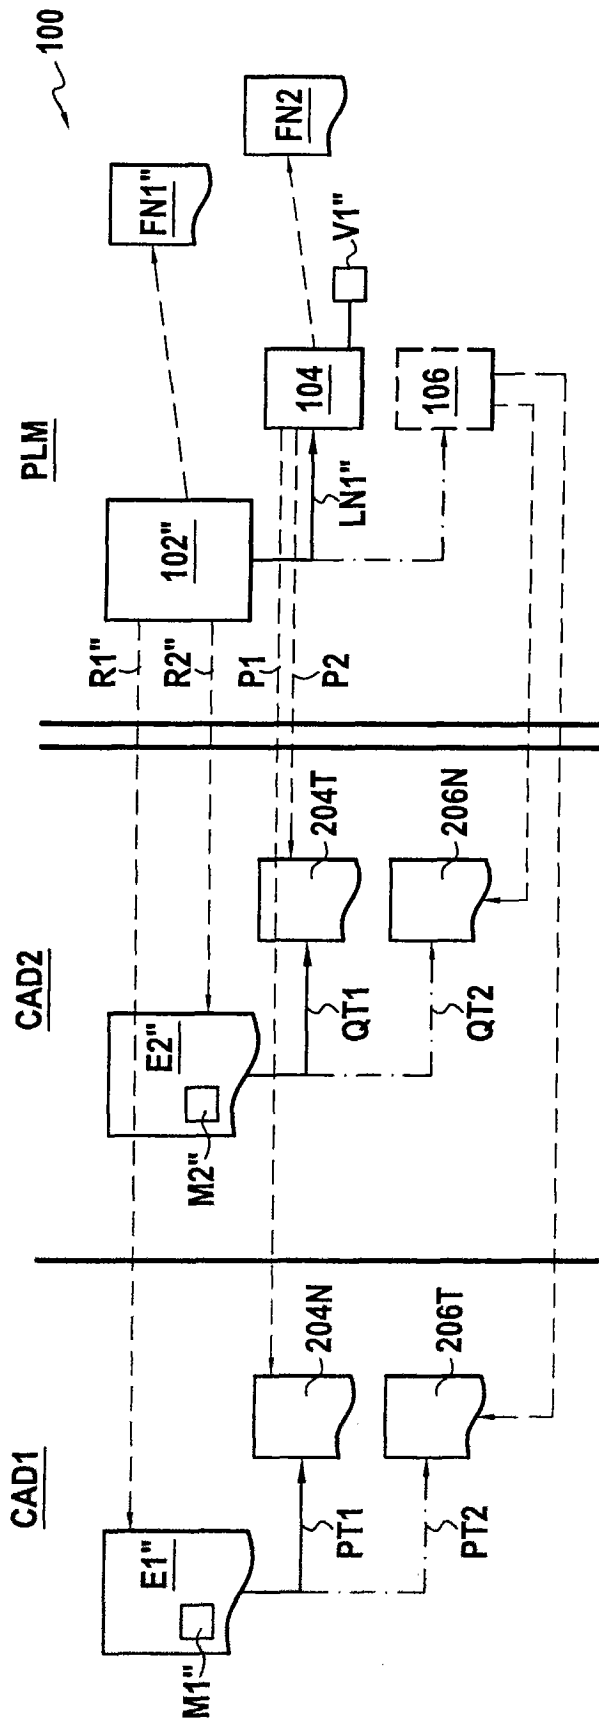 100
PLM
CAD2
CAD1
FN1"
FN2
102"
104
V1"
106
LN1"
R1"
R2"
P1
P2
E2"
M2"
204T
206N
QT1
QT2
E1"
M1"
204N
206T
PT1
PT2